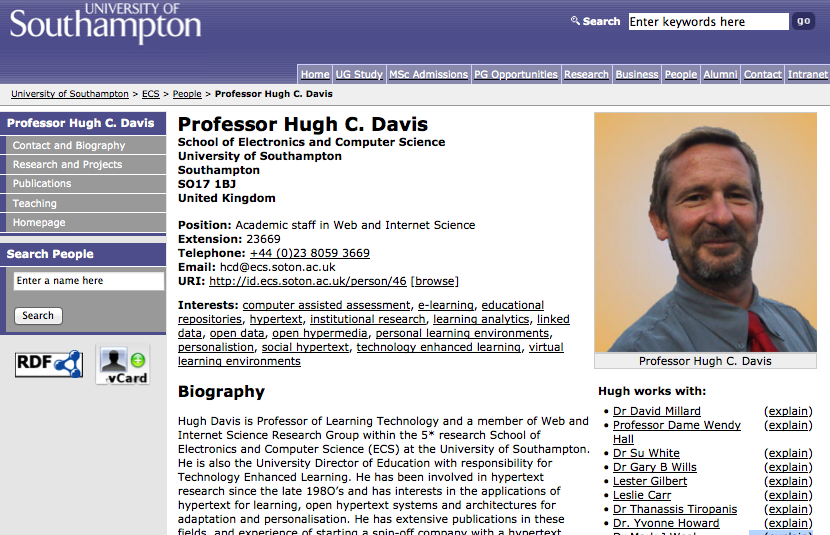 UNIVERSITY OF
Southampton
Search
Enter keywords here
go
Home
UG Study
MSc Admissions
PG Opportunities
Research
Business
People
Alumni
Contact
Intranet
University of Southampton > ECS > People > Professor Hugh C. Davis
Professor Hugh C. Davis
Contact and Biography
Research and Projects
Publications
Teaching
Homepage
Search People
Enter a name here
Search
RDF
vCard
Professor Hugh C. Davis
School of Electronics and Computer Science
University of Southampton
Southampton
SO17 1BJ
United Kingdom
Position: Academic staff in Web and Internet Science
Extension: 23669
Telephone: +44 (0)23 8059 3669
Email: hcd@ecs.soton.ac.uk
URI: http://id.ecs.soton.ac.uk/person/46 [browse]
Interests: computer assisted assessment, e-learning, educational
repositories, hypertext, institutional research, learning analytics, linked
data, open data, open hypermedia, personal learning environments,
personalisation, social hypertext, technology enhanced learning, virtual
learning environments
Biography
Hugh Davis is Professor of Learning Technology and a member of Web and
Internet Science Research Group within the 5* research School of
Electronics and Computer Science (ECS) at the University of Southampton.
He is also the University Director of Education with responsibility for
Technology Enhanced Learning. He has been involved in hypertext
research since the late 1980's and has interests in the applications of
hypertext for learning, open hypertext systems and architectures for
adaptation and personalisation. He has extensive publications in these
fields, and experience of starting a spin-off company with a hypertext
Professor Hugh C. Davis
Hugh works with:
Dr David Millard (explain)
Professor Dame Wendy (explain)
Hall
Dr Su White (explain)
Dr Gary B Wills (explain)
Lester Gilbert (explain)
Leslie Carr (explain)
Dr Thanassis Tiropanis (explain)
Dr. Yvonne Howard (explain)
(explain)